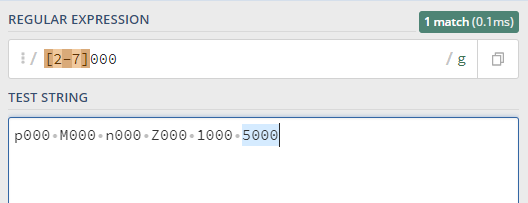 REGULAR EXPRESSION 1 match (0.1ms)
/ [2-7]000 / g
TEST STRING
p000·M000·n000·Z000·1000·5000